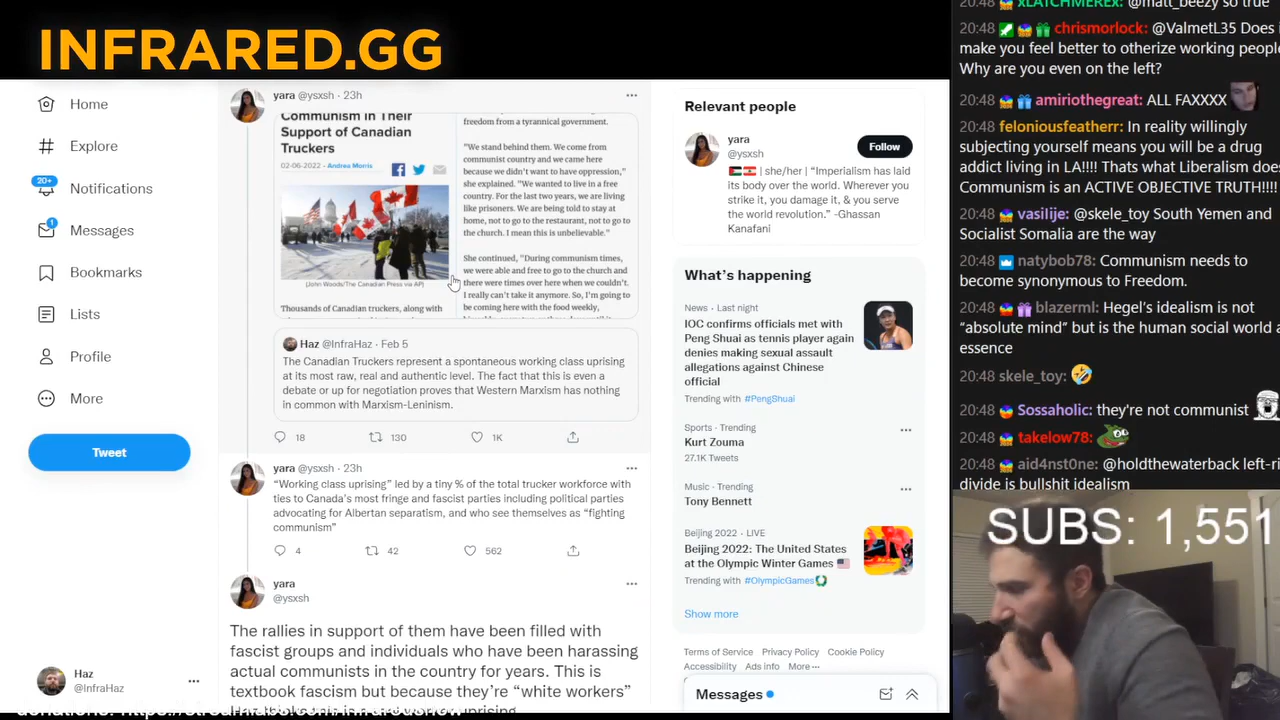 INFRARED.GG
Home
Explore
20+
Notifications
1
Messages
Bookmarks
Lists
Profile
More
Tweet
Haz
@InfraHaz
yara @ysxsh · 23h
Communism in Their
Support of Canadian
Truckers
02-06-2022 - Andrea Morris
(John Woods/The Canadian Press via AP)
Thousands of Canadian truckers, along with
freedom from a tyrannical government.
"We stand behind them. We come from
communist country and we came here
because we didn't want to have oppression,"
she explained. "We wanted to live in a free
country. For the last two years, we are living
like prisoners. We are being told to stay at
home, not to go to the restaurant, not to go to
the church. I mean this is unbelievable."
She continued, "During communism times,
we were able and free to go to the church and
there were times over here when we couldn't.
I really can't take it anymore. So, I'm going to
be coming here with the food weekly,
Haz @InfraHaz · Feb 5
The Canadian Truckers represent a spontaneous working class uprising
at its most raw, real and authentic level. The fact that this is even a
debate or up for negotiation proves that Western Marxism has nothing
in common with Marxism-Leninism.
18 130 1K
yara @ysxsh · 23h
“Working class uprising” led by a tiny % of the total trucker workforce with
ties to Canada's most fringe and fascist parties including political parties
advocating for Albertan separatism, and who see themselves as “fighting
communism”
4 42 562
yara
@ysxsh
The rallies in support of them have been filled with
fascist groups and individuals who have been harassing
actual communists in the country for years. This is
textbook fascism but because they're “white workers”
uprising
Relevant people
yara
@ysxsh
Follow
| she/her | “Imperialism has laid
its body over the world. Wherever you
strike it, you damage it, & you serve
the world revolution.” -Ghassan
Kanafani
What's happening
News · Last night
IOC confirms officials met with
Peng Shuai as tennis player again
denies making sexual assault
allegations against Chinese
official
Trending with #PengShuai
Sports · Trending
Kurt Zouma
27.1K Tweets
Music · Trending
Tony Bennett
Beijing 2022 · LIVE
Beijing 2022: The United States
at the Olympic Winter Games
Trending with #OlympicGames
Show more
Terms of Service Privacy Policy Cookie Policy
Accessibility Ads info More ···
Messages
20:48 XLATCHMEREX: @matt_beezy so true
20:48 chrismorlock: @ValmetL35 Does i
make you feel better to otherize working people
Why are you even on the left?
20:48 amiriothegreat: ALL FAXXXX
20:48 feloniousfeatherr: In reality willingly
subjecting yourself means you will be a drug
addict living in LA!!!! Thats what liberalism does
Communism is an ACTIVE OBJECTIVE TRUTH!!!!
20:48 vasilije: @skele_toy South Yemen and
Socialist Somalia are the way
20:48 natybob78: Communism needs to
become synonymous to Freedom.
20:48 blazerml: Hegel's idealism is not
“absolute mind” but is the human social world a
essence
20:48 skele_toy:
20:48 Sossaholic: they're not communist
20:48 takelow78:
20:48 aid4nst0ne: @holdthewaterback left-ri
divide is bullshit idealism
SUBS: 1,551